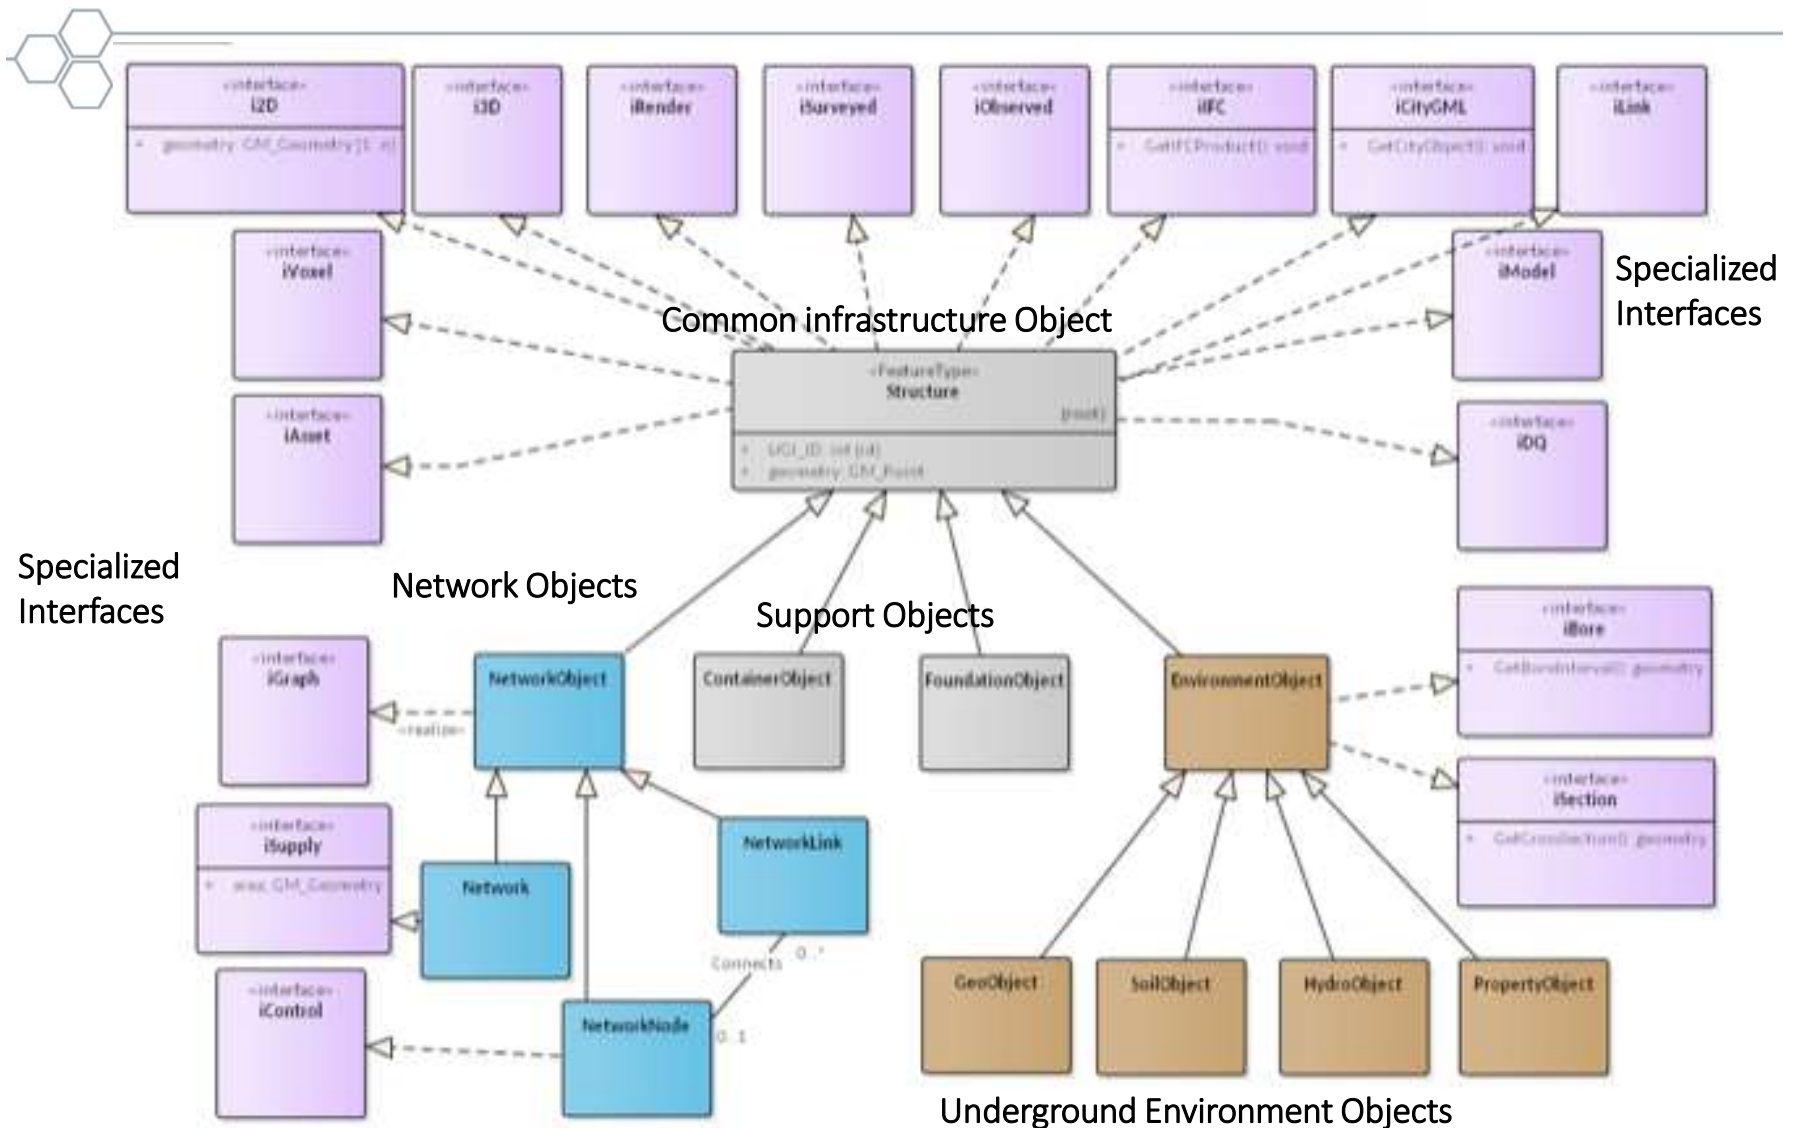 «interface»
i2D
geometry: GM_Geometry [1..n]
«interface»
i3D
«interface»
iRender
«interface»
iSurveyed
«interface»
iObserved
«interface»
iIFC
GetIFCProduct(): void
«interface»
iCityGML
GetCityObject(): void
«interface»
iLink
«interface»
iVoxel
«interface»
iModel
Specialized
Interfaces
Common infrastructure Object
«FeatureType»
Structure
{root}
UGI_ID: int {id}
geometry: GM_Point
«interface»
iAsset
«interface»
iDQ
Specialized
Interfaces
Network Objects
Support Objects
«interface»
iGraph
«realize»
NetworkObject
ContainerObject
FoundationObject
EnvironmentObject
«interface»
iBore
GetBoreInterval(): geometry
«interface»
iSection
GetCrossSection(): geometry
«interface»
iSupply
area: GM_Geometry
Network
NetworkLink
Connects
0..*
0..1
«interface»
iControl
NetworkNode
GeoObject
SoilObject
HydroObject
PropertyObject
Underground Environment Objects